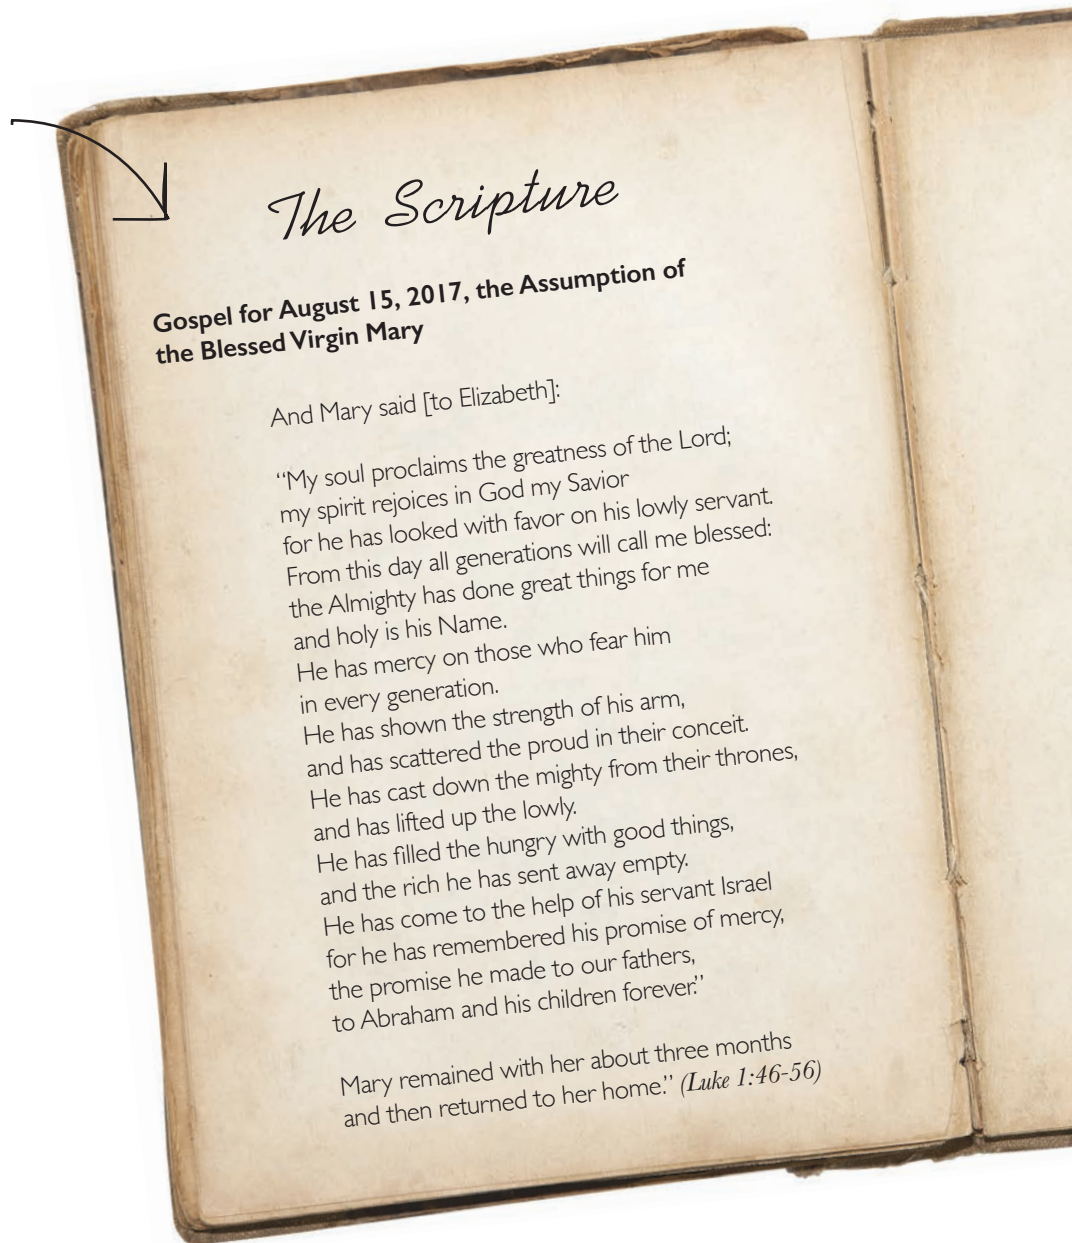 The Scripture
Gospel for August 15, 2017, the Assumption of
the Blessed Virgin Mary
And Mary said [to Elizabeth]:
“My soul proclaims the greatness of the Lord;
my spirit rejoices in God my Savior
for he has looked with favor on his lowly servant.
From this day all generations will call me blessed:
the Almighty has done great things for me
and holy is his Name.
He has mercy on those who fear him
in every generation.
He has shown the strength of his arm,
and has scattered the proud in their conceit.
He has cast down the mighty from their thrones,
and has lifted up the lowly.
He has filled the hungry with good things,
and the rich he has sent away empty.
He has come to the help of his servant Israel
for he has remembered his promise of mercy,
the promise he made to our fathers,
to Abraham and his children forever.”
Mary remained with her about three months
and then returned to her home.” (Luke 1:46-56)